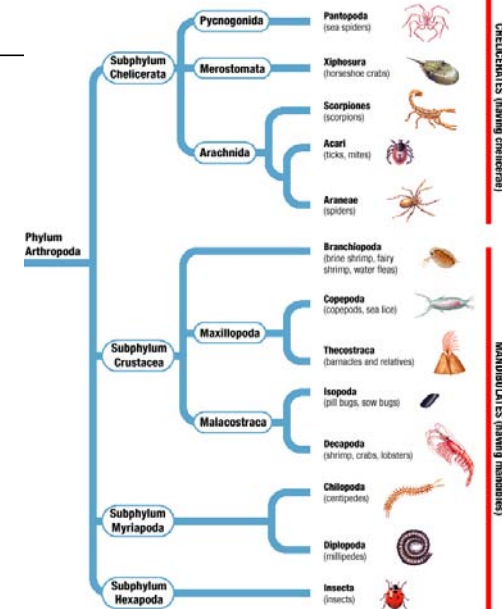 Pycnogonida
Pantopoda
(sea spiders)
Subphylum
Chelicerata
Merostomata
Xiphosura
(horseshoe crabs)
Scorpiones
(scorpions)
Arachnida
Acari
(ticks, mites)
Araneae
(spiders)
CHELICERATES (having chelicerae)
Phylum
Arthropoda
Branchiopoda
(brine shrimp, fairy
shrimp, water fleas)
Maxillopoda
Copepoda
(copepods, sea lice)
Subphylum
Crustacea
Thecostraca
(barnacles and relatives)
Isopoda
(pill bugs, sow bugs)
Malacostraca
Decapoda
(shrimp, crabs, lobsters)
Subphylum
Myriapoda
Chilopoda
(centipedes)
Diplopoda
(millipedes)
Subphylum
Hexapoda
Insecta
(insects)
MANDIBULATES (having mandibles)